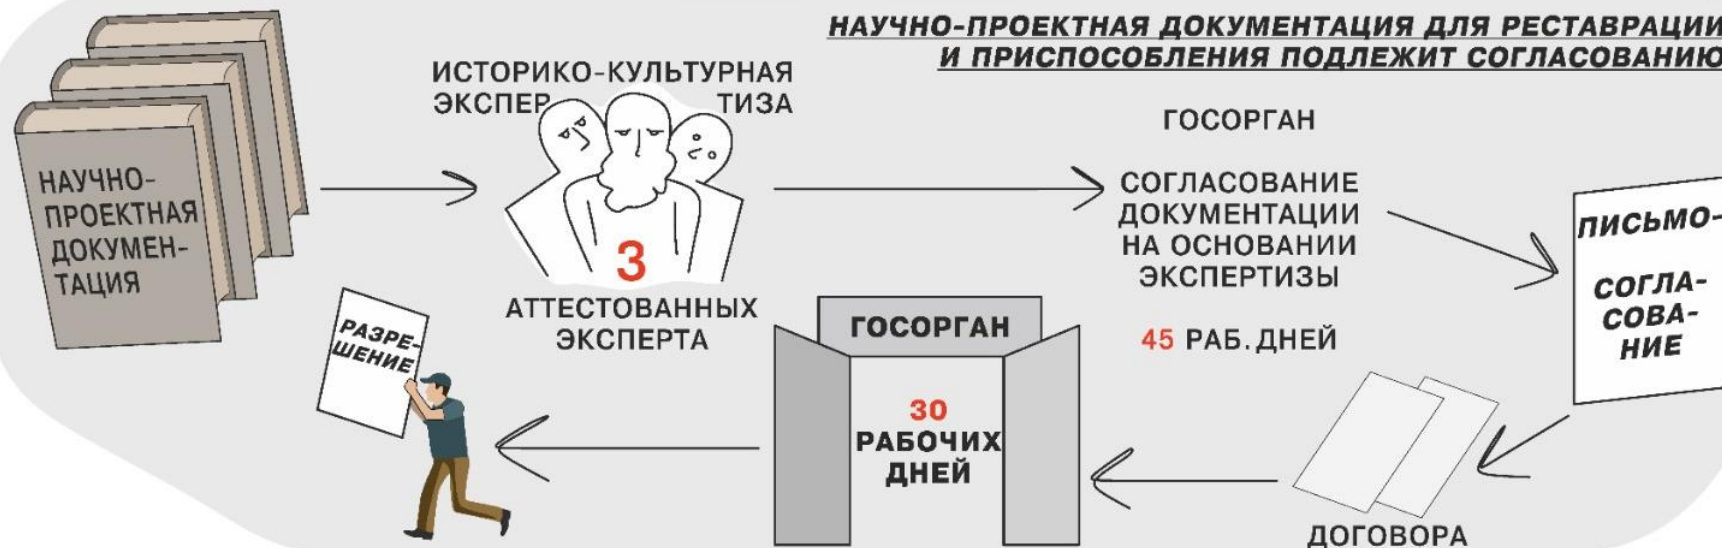 НАУЧНО-ПРОЕКТНАЯ ДОКУМЕНТАЦИЯ ДЛЯ РЕСТАВРАЦИИ
И ПРИСПОСОБЛЕНИЯ ПОДЛЕЖИТ СОГЛАСОВАНИЮ
НАУЧНО-
ПРОЕКТНАЯ
ДОКУМЕН-
ТАЦИЯ
ИСТОРИКО-КУЛЬТУРНАЯ
ЭКСПЕР ТИЗА
3
АТТЕСТОВАННЫХ
ЭКСПЕРТА
ГОСОРГАН
СОГЛАСОВАНИЕ
ДОКУМЕНТАЦИИ
НА ОСНОВАНИИ
ЭКСПЕРТИЗЫ
45 РАБ. ДНЕЙ
ПИСЬМО-
СОГЛА-
СОВА-
НИЕ
ДОГОВОРА
ГОСОРГАН
30
РАБОЧИХ
ДНЕЙ
РАЗРЕ-
ШЕНИЕ